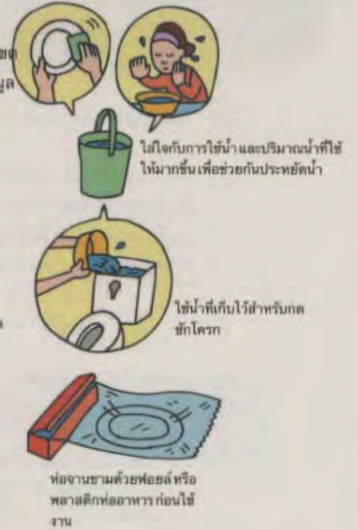 ใส่ใจกับการใช้น้ำ และปริมาณน้ำที่ใช้
ให้มากขึ้น เพื่อช่วยกันประหยัดน้ำ
ใช้น้ำที่เก็บไว้สำหรับกด
ชักโครก
ห่อจานชามด้วยฟอยล์ หรือ
พลาสติกห่ออาหาร ก่อนใช้
งาน